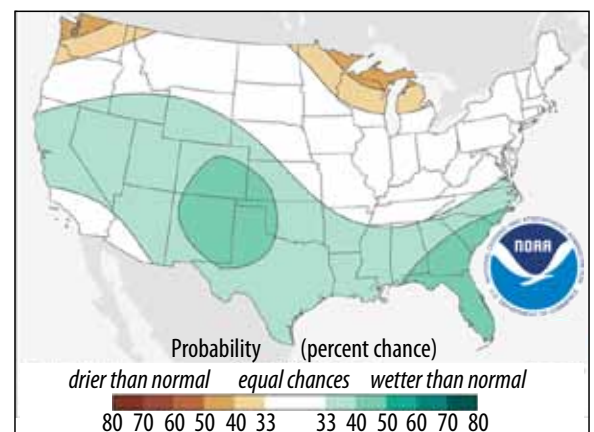 NOAA
Probability (percent chance)
drier than normal equal chances wetter than normal
80 70 60 50 40 33 33 40 50 60 70 80